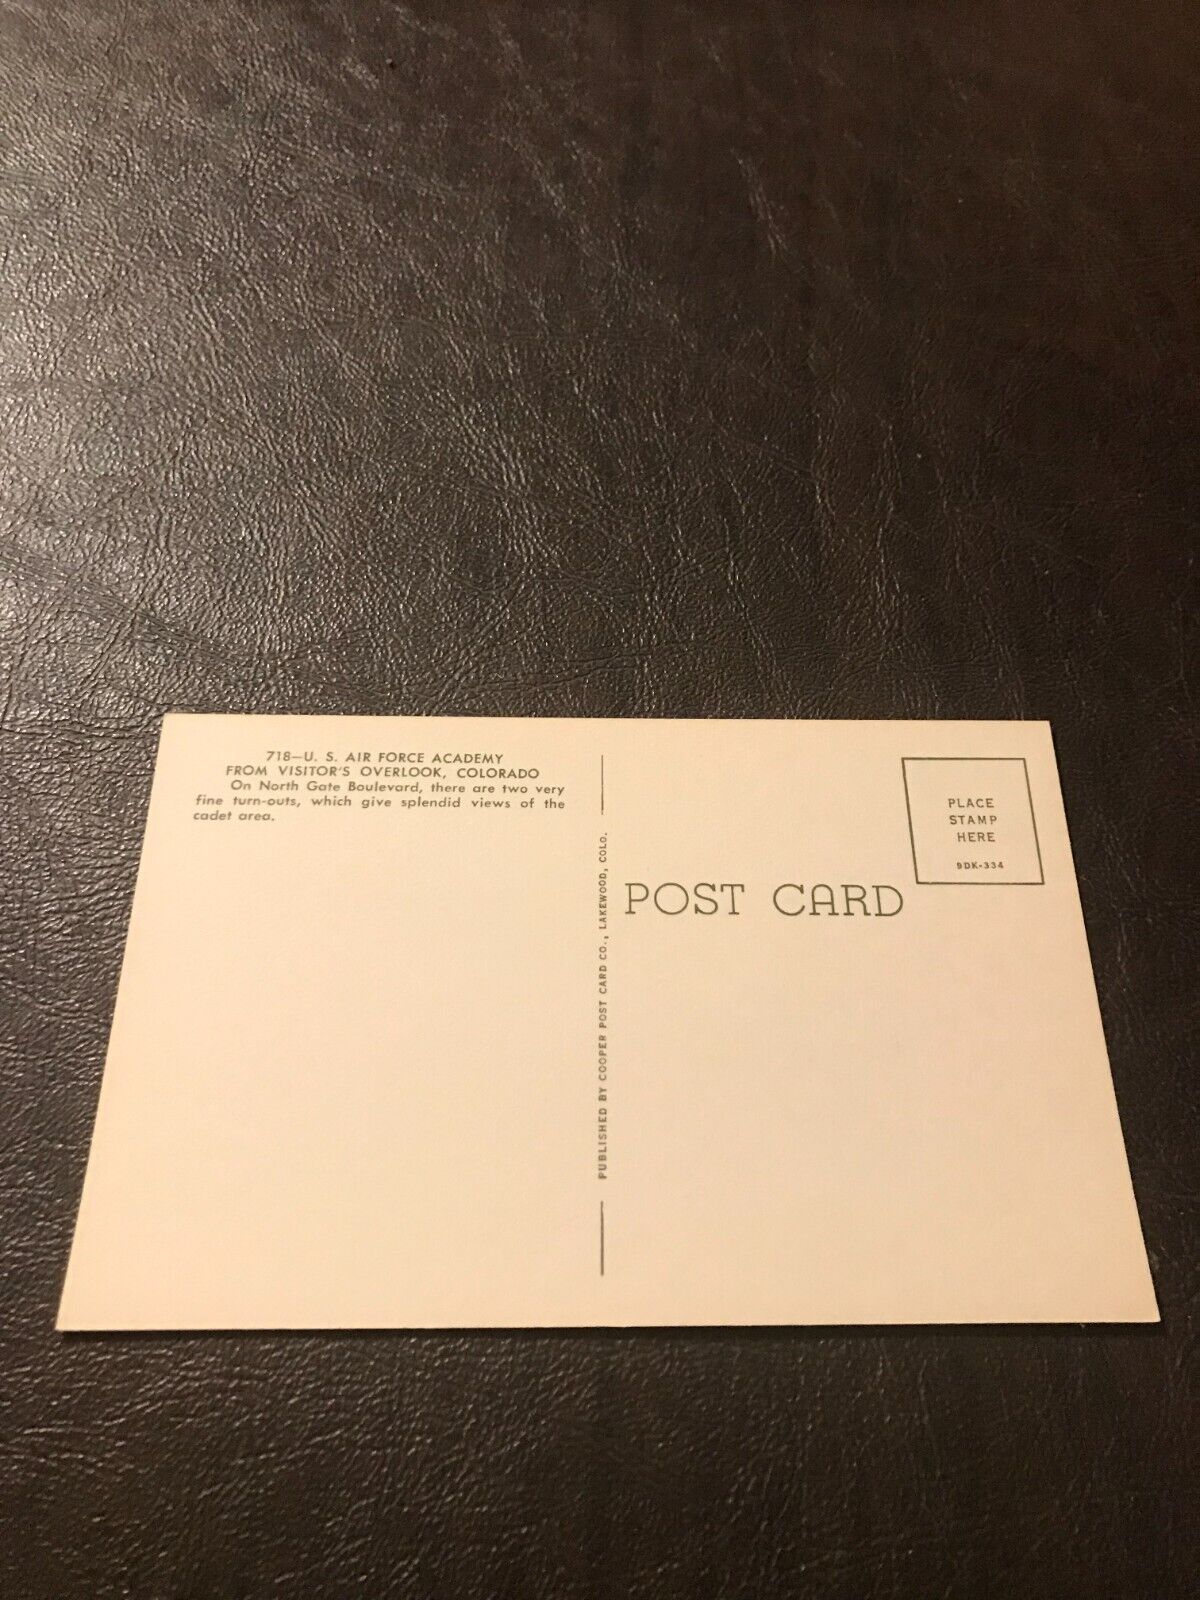 718—U. S. AIR FORCE ACADEMY
FROM VISITOR'S OVERLOOK, COLORADO
On North Gate Boulevard, there are two very
fine turn-outs, which give splendid views of the
cadet area.
PUBLISHED BY COOPER POST CARD CO., LAKEWOOD, COLO.
POST CARD
PLACE
STAMP
HERE
9DK-334